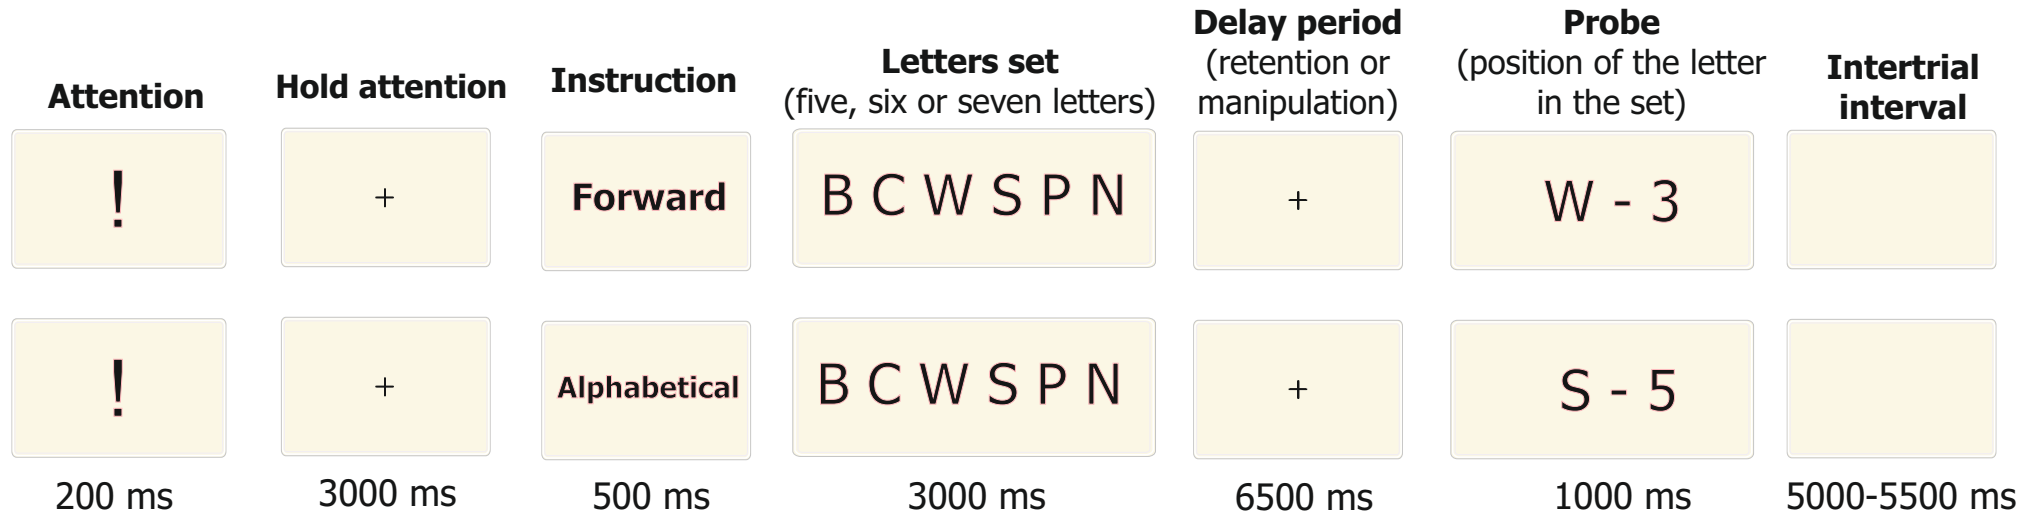 Attention
Hold attention
Instruction
Letters set
(five, six or seven letters)
Delay period
(retention or
manipulation)
Probe
(position of the letter
in the set)
Intertrial
interval
!
+
Forward
B C W S P N
+
W - 3
!
+
Alphabetical
B C W S P N
+
S - 5
200 ms
3000 ms
500 ms
3000 ms
6500 ms
1000 ms
5000-5500 ms